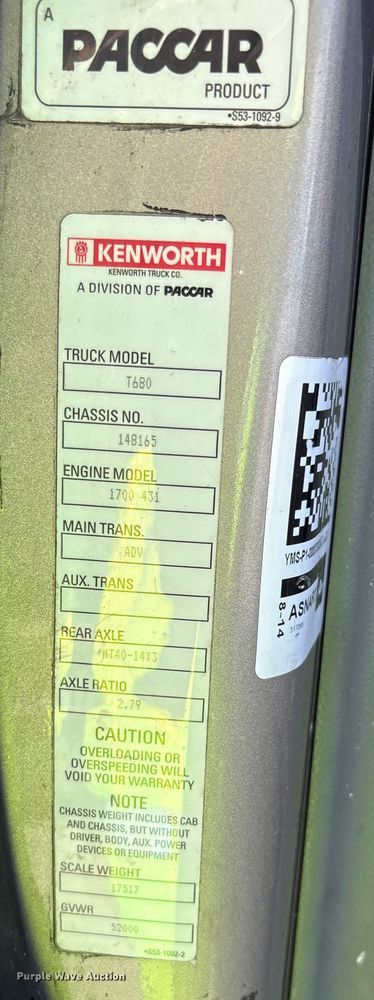 A
PACCAR
PRODUCT
•S53-1092-9
KENWORTH
KENWORTH TRUCK CO.
A DIVISION OF PACCAR
TRUCK MODEL
T680
CHASSIS NO.
148165
ENGINE MODEL
1700 431
MAIN TRANS.
ADV
AUX. TRANS
REAR AXLE
MT40-14X3
AXLE RATIO
2.79
CAUTION
OVERLOADING OR
OVERSPEEDING WILL
VOID YOUR WARRANTY
NOTE
CHASSIS WEIGHT INCLUDES CAB
AND CHASSIS, BUT WITHOUT
DRIVER, BODY, AUX. POWER
DEVICES OR EQUIPMENT
SCALE WEIGHT
17517
GVWR
52000
•S53-1092-2
8-14
Purple Wave Auction